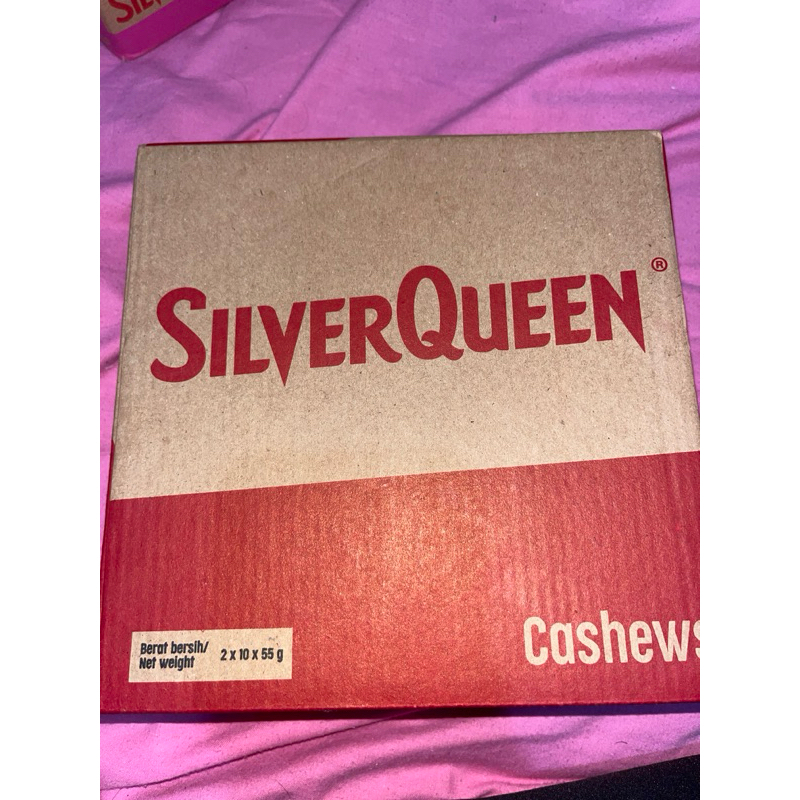 SILVERQUEEN®
Berat bersih/
Net weight 2 x 10 x 55 g
Cashews